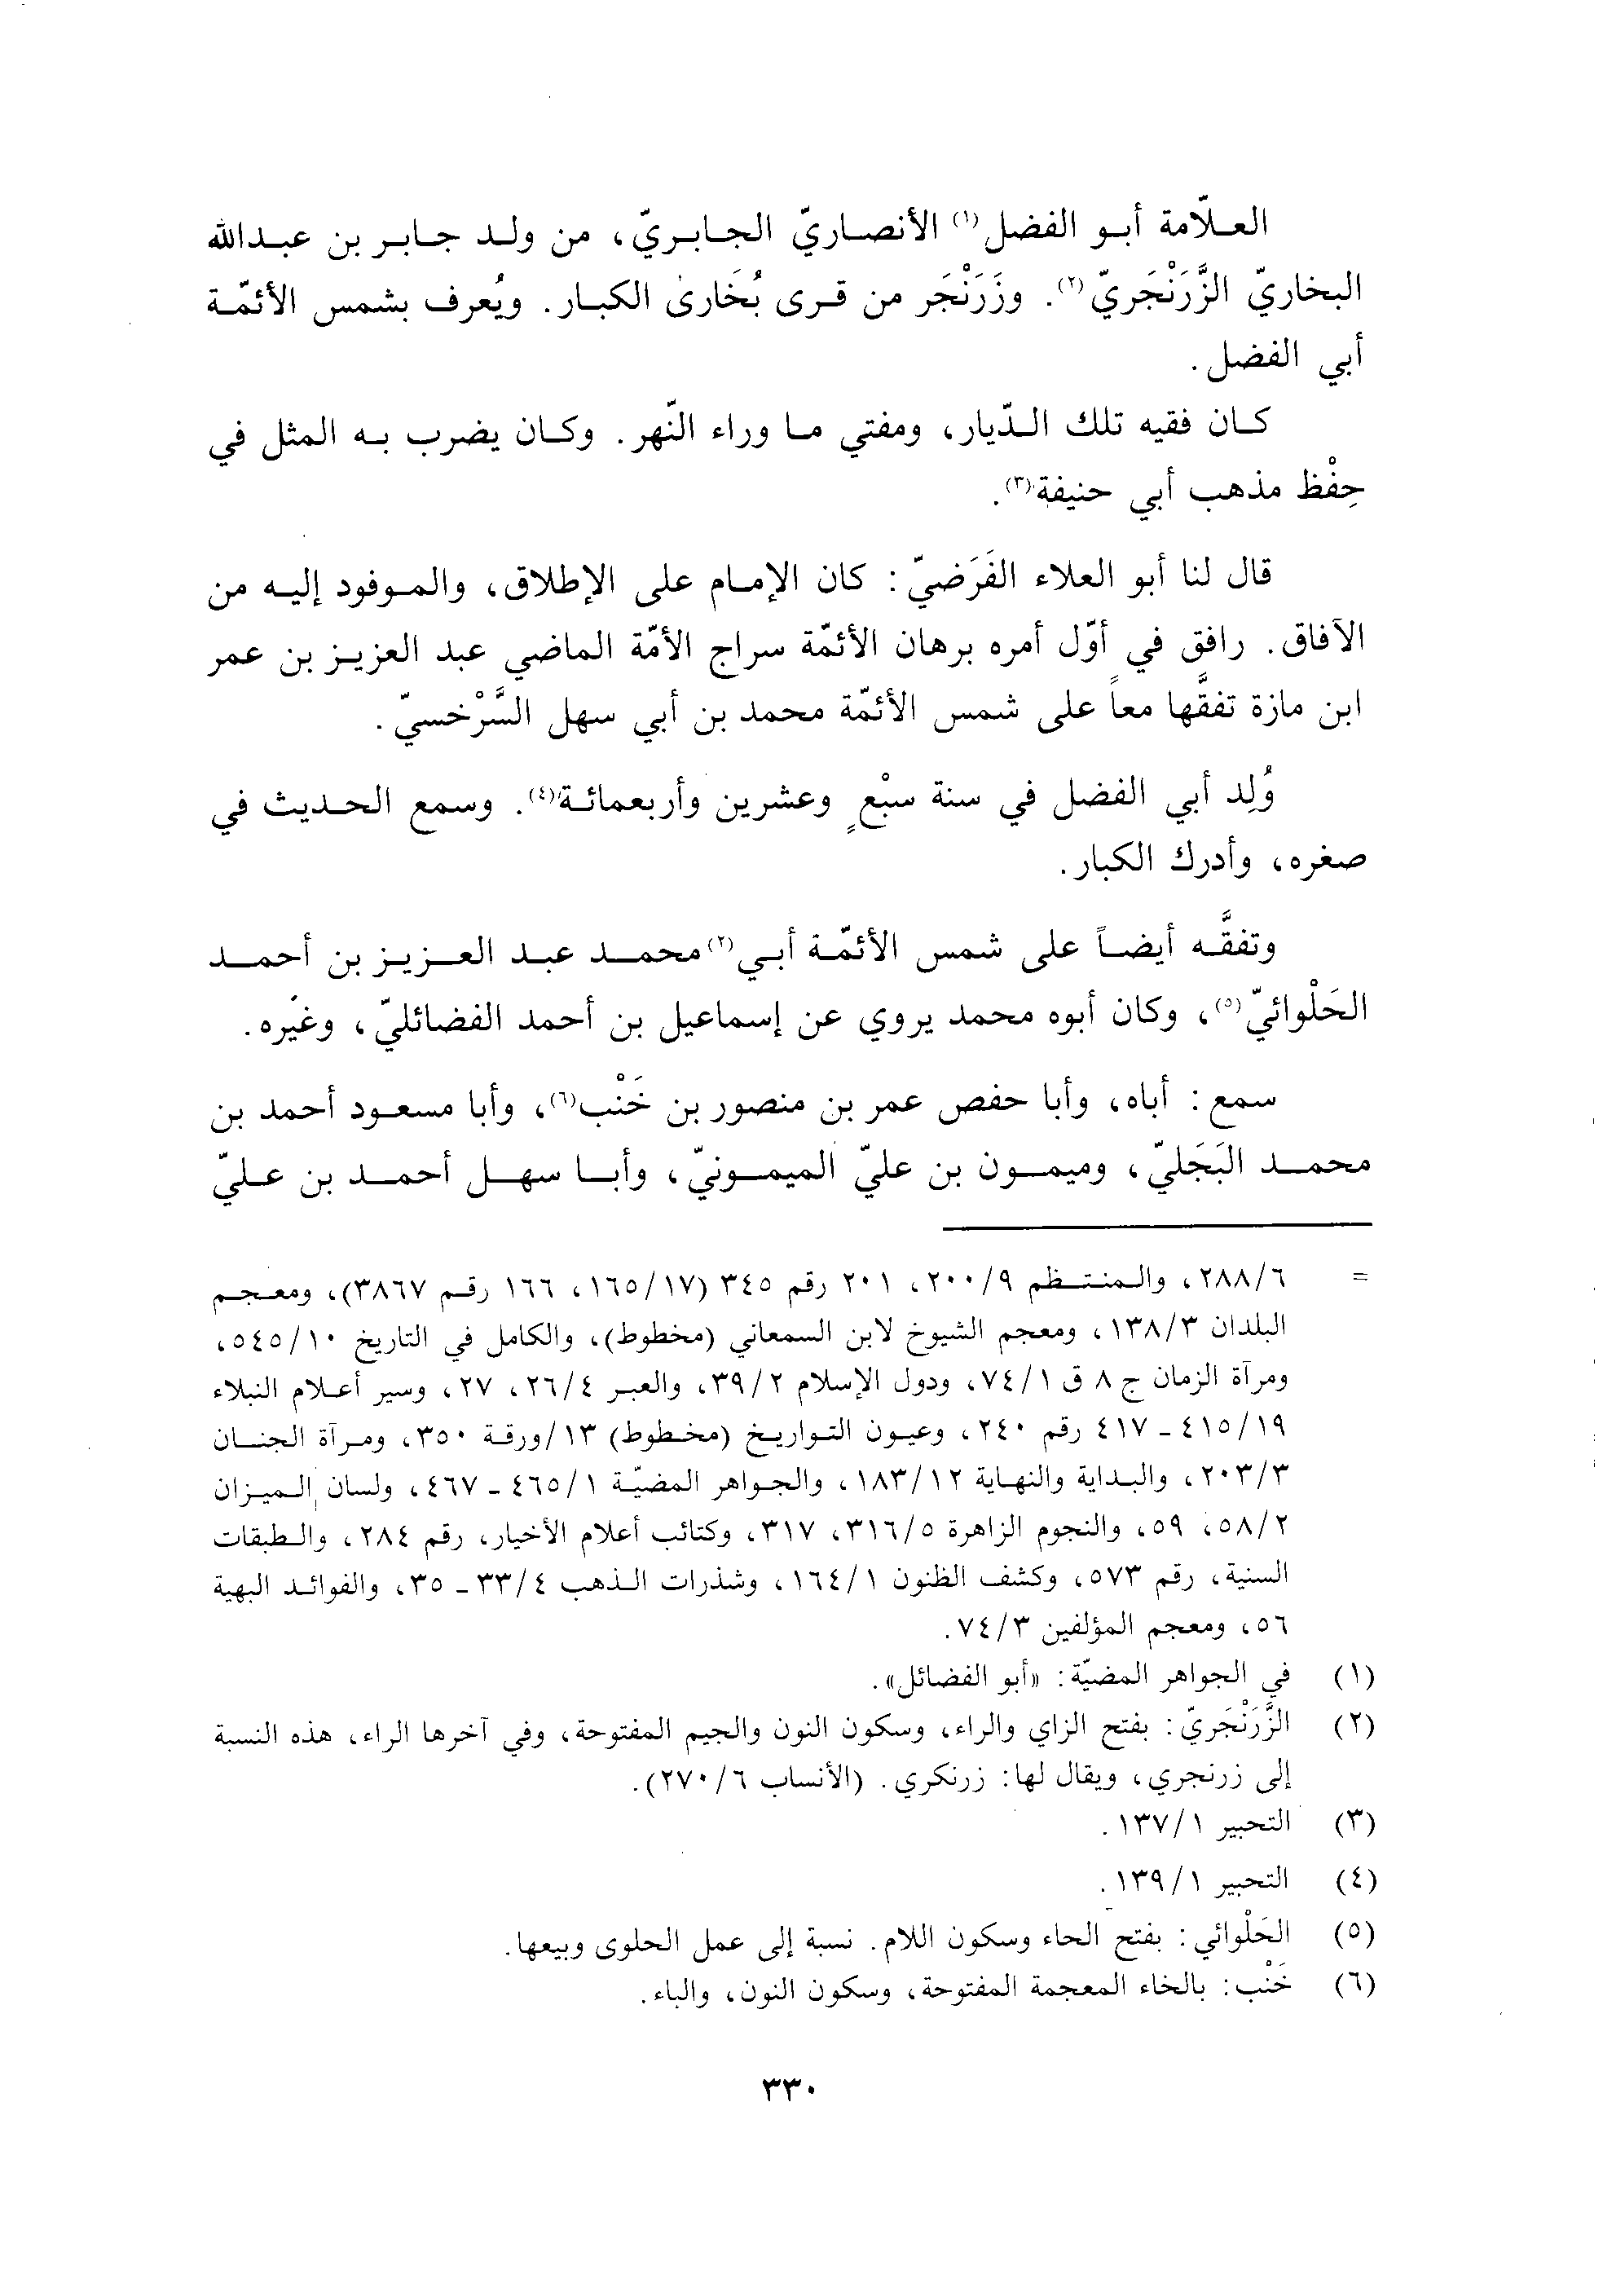 العلّامة أبو الفضل(١) الأنصاريّ الجابريّ، من ولد جابر بن عبدالله
البخاريّ الزَّرَنْجَريّ(٢). وزَرَنْجَر من قرى بُخَارىٰ الكبار. ويُعرف بشمس الأئمّة
أبي الفضل.
كان فقيه تلك الدّيار، ومفتي ما وراء النّهر. وكان يضرب به المثل في
حِفْظ مذهب أبي حنيفة(٣).
قال لنا أبو العلاء الفَرَضيّ: كان الإمام على الإطلاق، والموفود إليه من
الآفاق. رافق في أوّل أمره برهان الأئمّة سراج الأمّة الماضي عبد العزيز بن عمر
ابن مازة تفقَّها معاً على شمس الأئمّة محمد بن أبي سهل السَّرْخسيّ.
وُلِد أبي الفضل في سنة سبْعٍ وعشرين وأربعمائة(٤). وسمع الحديث في
صغره، وأدرك الكبار.
وتفقَّه أيضاً على شمس الأئمّة أبي(٢) محمد عبد العزيز بن أحمد
الحَلْوائيّ(٥)، وكان أبوه محمد يروي عن إسماعيل بن أحمد الفضائليّ، وغيره.
سمع: أباه، وأبا حفص عمر بن منصور بن خَنْب(٦)، وأبا مسعود أحمد بن
محمد البَجَليّ، وميمون بن عليّ الميمونيّ، وأبا سهل أحمد بن عليّ
= ٢٨٨/٦، والمنتظم ٢٠٠/٩، ٢٠١ رقم ٣٤٥ (١٦٥/١٧، ١٦٦ رقم ٣٨٦٧)، ومعجم
البلدان ١٣٨/٣، ومعجم الشيوخ لابن السمعاني (مخطوط)، والكامل في التاريخ ٥٤٥/١٠،
ومرآة الزمان ج ٨ ق ٧٤/١، ودول الإسلام ٣٩/٢، والعبر ٢٦/٤، ٢٧، وسير أعلام النبلاء
٤١٥/١٩ ـ ٤١٧ رقم ٢٤٠، وعيون التواريخ (مخطوط) ١٣/ورقة ٣٥٠، ومرآة الجنان
٢٠٣/٣، والبداية والنهاية ١٨٣/١٢، والجواهر المضيّة ٤٦٥/١ ـ ٤٦٧، ولسان الميزان
٥٨/٢، ٥٩، والنجوم الزاهرة ٣١٦/٥، ٣١٧، وكتائب أعلام الأخيار، رقم ٢٨٤، والطبقات
السنية، رقم ٥٧٣، وكشف الظنون ١٦٤/١، وشذرات الذهب ٣٣/٤ ـ ٣٥، والفوائد البهية
٥٦، ومعجم المؤلفين ٧٤/٣.
(١) في الجواهر المضيّة: «أبو الفضائل».
(٢) الزَّرَنْجَريّ: بفتح الزاي والراء، وسكون النون والجيم المفتوحة، وفي آخرها الراء، هذه النسبة
إلى زرنجري، ويقال لها: زرنكري. (الأنساب ٢٧٠/٦).
(٣) التحبير ١٣٧/١.
(٤) التحبير ١٣٩/١.
(٥) الحَلْوائي: بفتح الحاء وسكون اللام. نسبة إلى عمل الحلوى وبيعها.
(٦) خَنْب: بالخاء المعجمة المفتوحة، وسكون النون، والباء.
٣٣٠